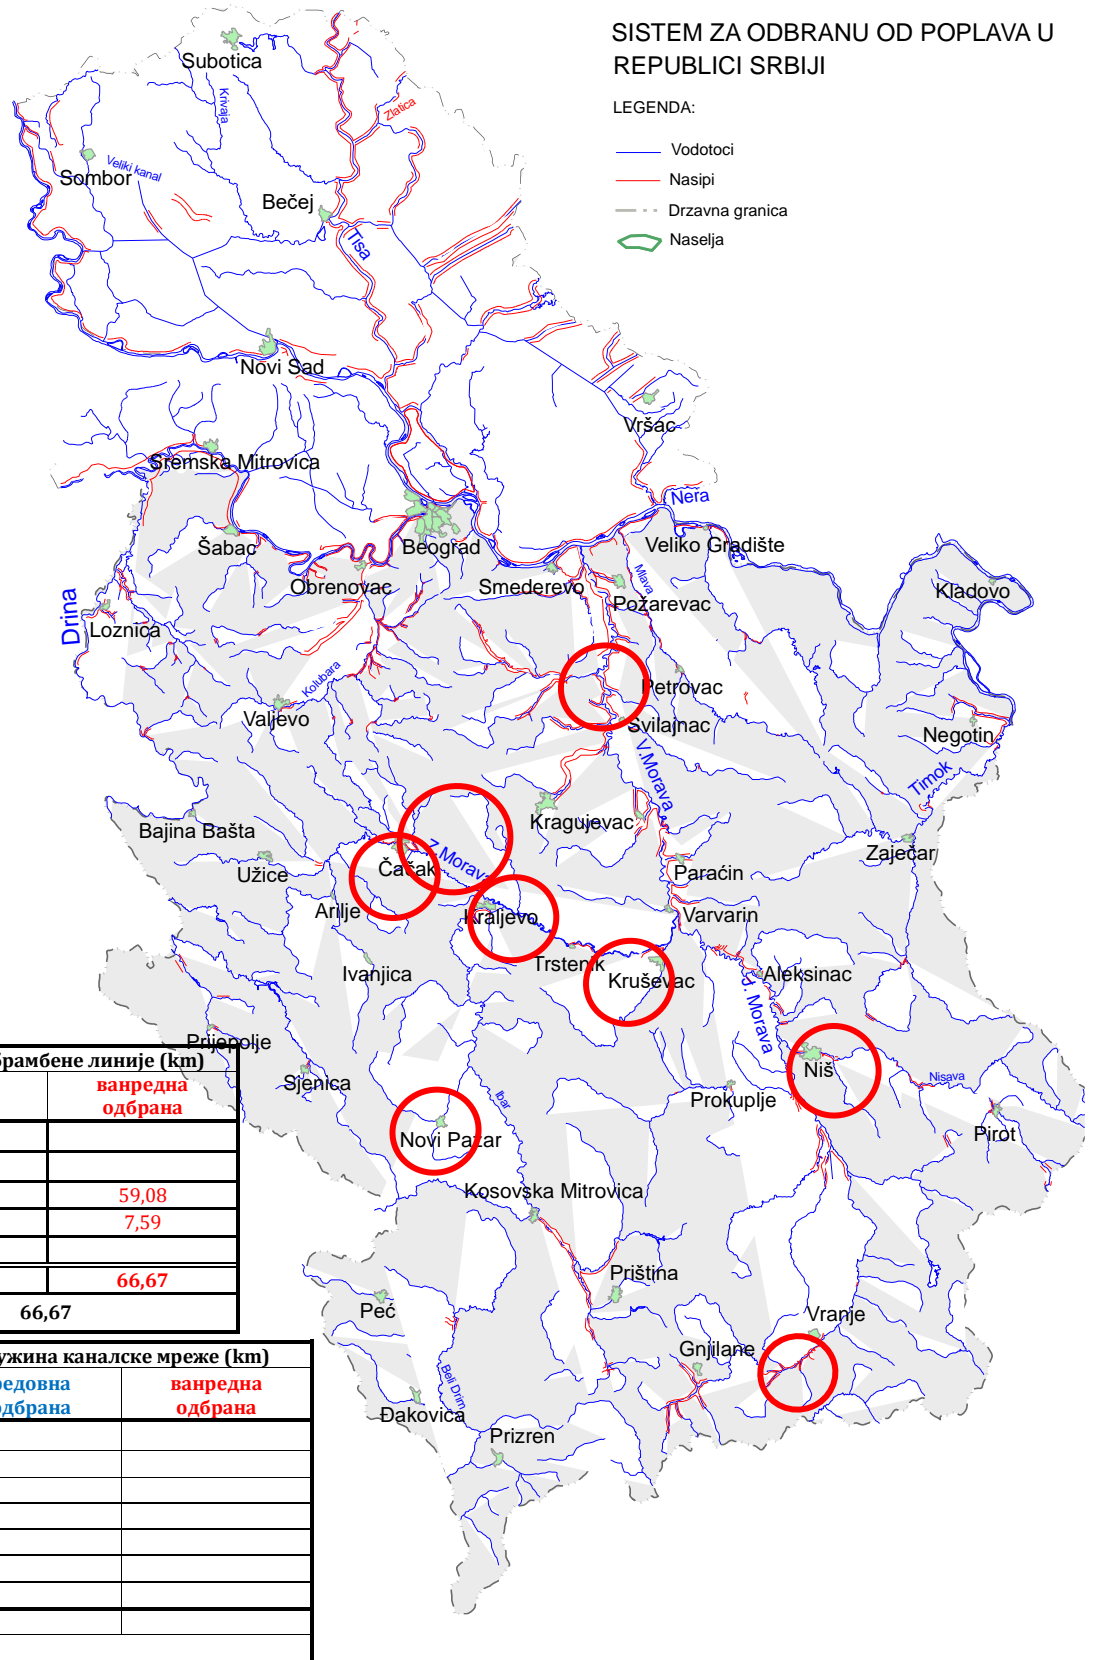 SISTEM ZA ODBRANU OD POPLAVA U
REPUBLICI SRBIJI
LEGENDA:
Vodotoci
Nasipi
Drzavna granica
Naselja
Subotica
Krivaja
Zlatica
Sombor
Veliki kanal
Bečej
Tisa
Novi Sad
Vršac
Sremska Mitrovica
Nera
Šabac
Beograd
Veliko Gradište
Obrenovac
Smederevo
Mlava
Požarevac
Kladovo
Drina
Loznica
Kolubara
Petrovac
Valjevo
Svilajnac
Negotin
V.Morava
Timok
Bajina Bašta
Kragujevac
Zaječar
Užice
Čačak
Z.Morava
Paraćin
Arilje
Kraljevo
Varvarin
Ivanjica
Trstenik
Kruševac
Aleksinac
J. Morava
Prijepolje
Sjenica
Ibar
Niš
Nisava
Prokuplje
Pirot
Novi Pazar
Kosovska Mitrovica
Priština
Peć
Vranje
Gnjilane
Beli Drim
Đakovica
Prizren
брамбене линије (km)
ванредна
одбрана
59,08
7,59
66,67
66,67
ужина каналске мреже (km)
редовна
одбрана
ванредна
одбрана